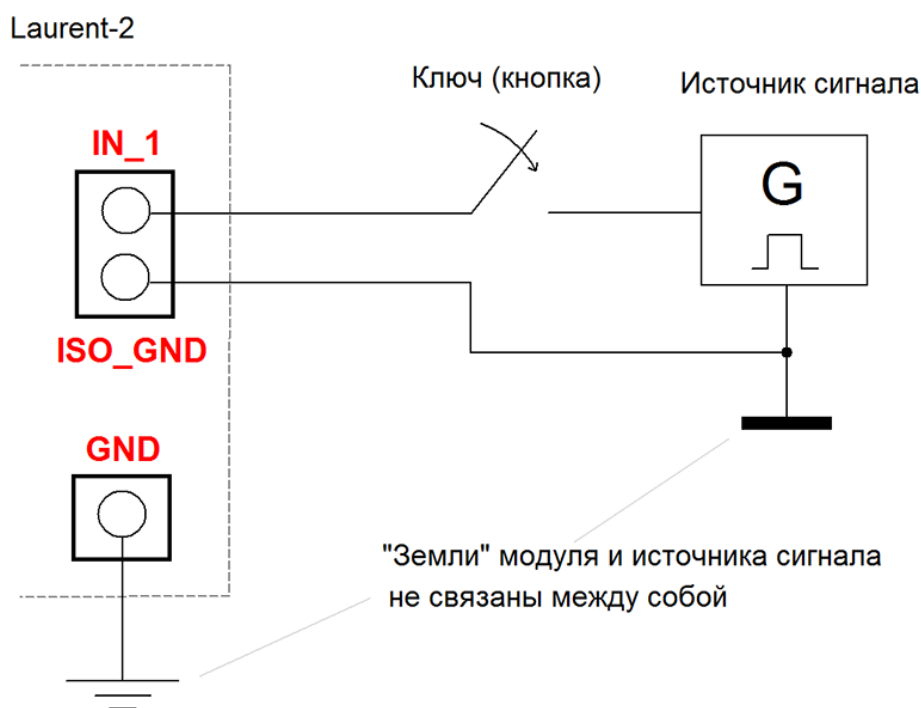 Laurent-2
Ключ (кнопка)
Источник сигнала
IN_1
G
ISO_GND
GND
"Земли" модуля и источника сигнала
не связаны между собой